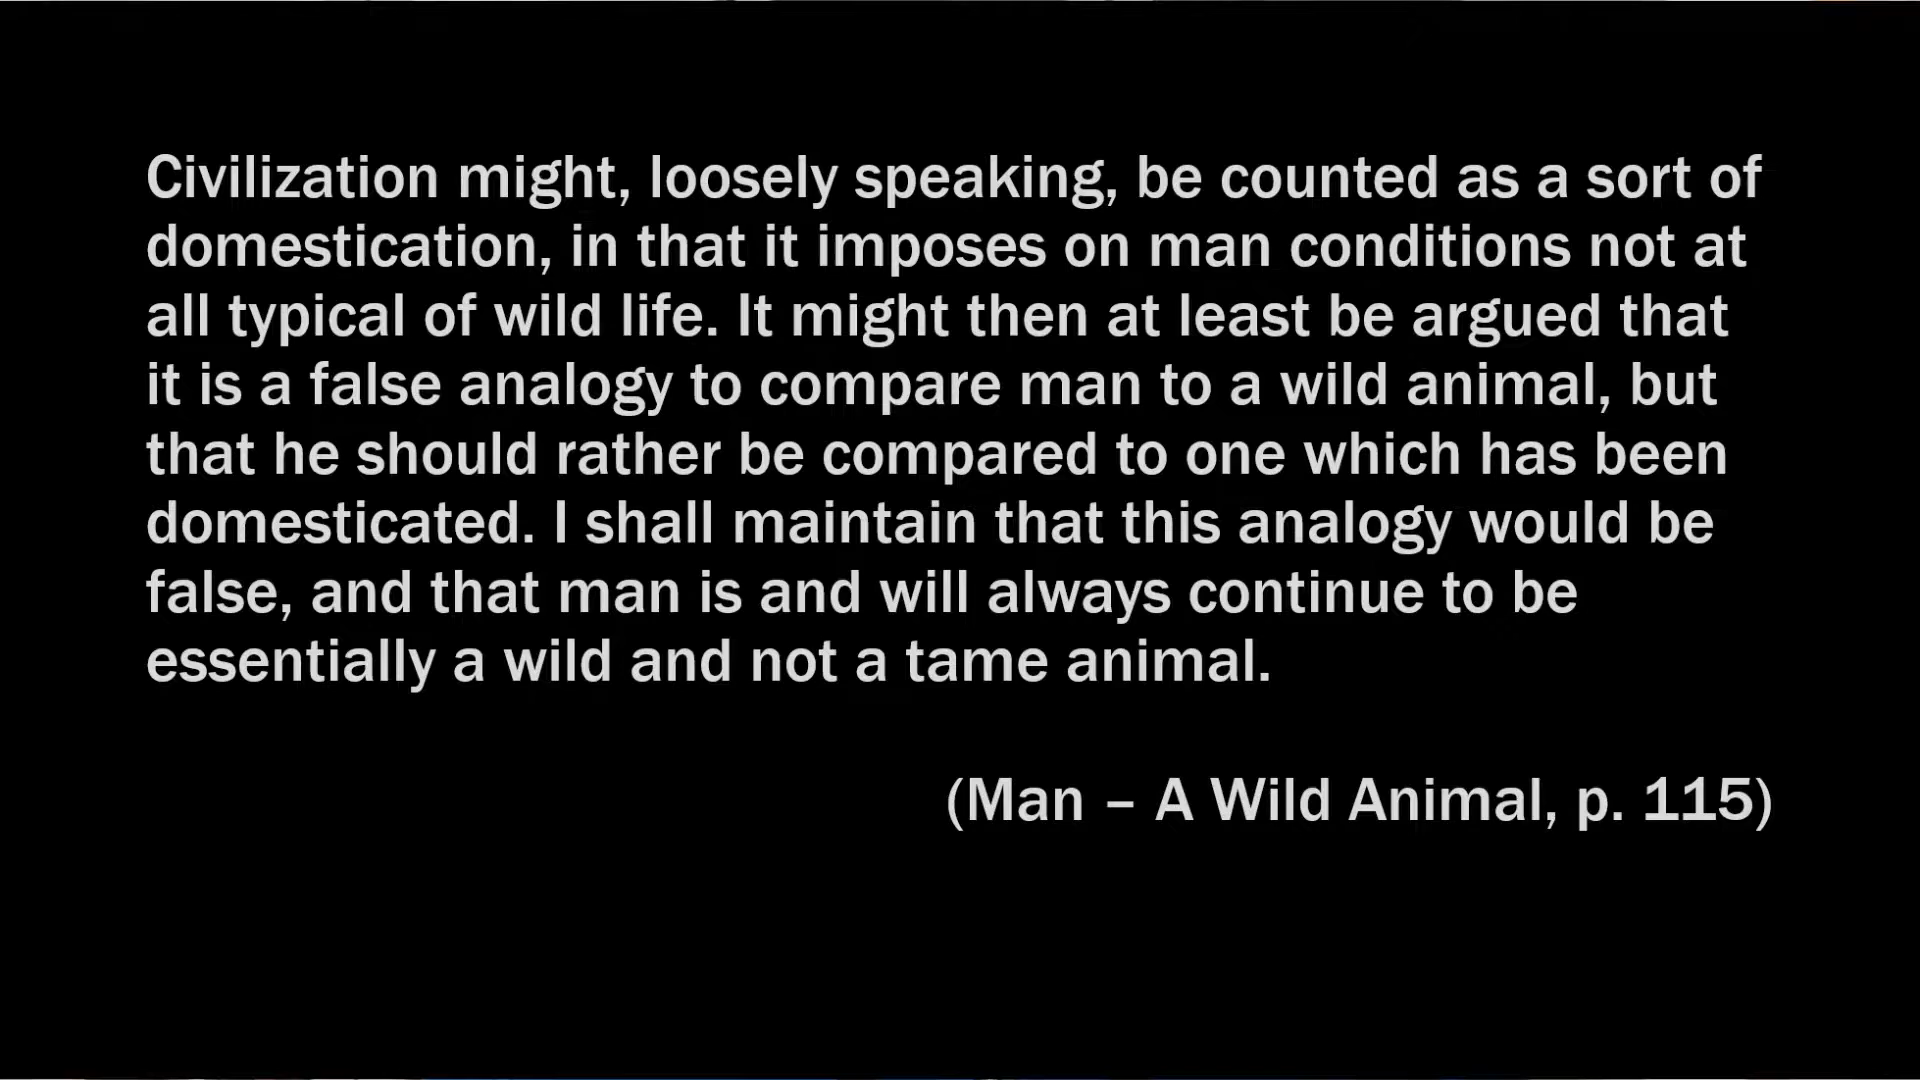 Civilization might, loosely speaking, be counted as a sort of
domestication, in that it imposes on man conditions not at
all typical of wild life. It might then at least be argued that
it is a false analogy to compare man to a wild animal, but
that he should rather be compared to one which has been
domesticated. I shall maintain that this analogy would be
false, and that man is and will always continue to be
essentially a wild and not a tame animal.
(Man – A Wild Animal, p. 115)